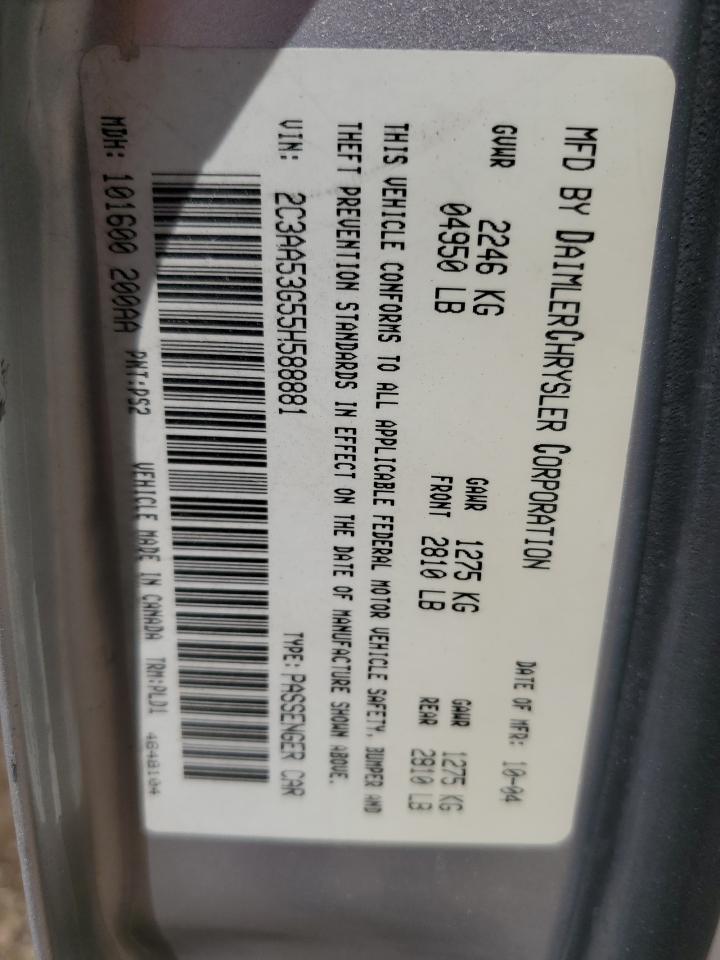 MFD BY DAIMLERCHRYSLER CORPORATION
DATE OF MFR: 10-04
GVWR 2246 KG
04950 LB
GAWR 1275 KG
FRONT 2810 LB
GAWR 1275 KG
REAR 2810 LB
THIS VEHICLE CONFORMS TO ALL APPLICABLE FEDERAL MOTOR VEHICLE SAFETY, BUMPER AND
THEFT PREVENTION STANDARDS IN EFFECT ON THE DATE OF MANUFACTURE SHOWN ABOVE.
VIN: 2C3AA53G55H588881 TYPE: PASSENGER CAR
MDH: 101600 200AA PNT:PS2 VEHICLE MADE IN CANADA TRM:PLD1 4648104